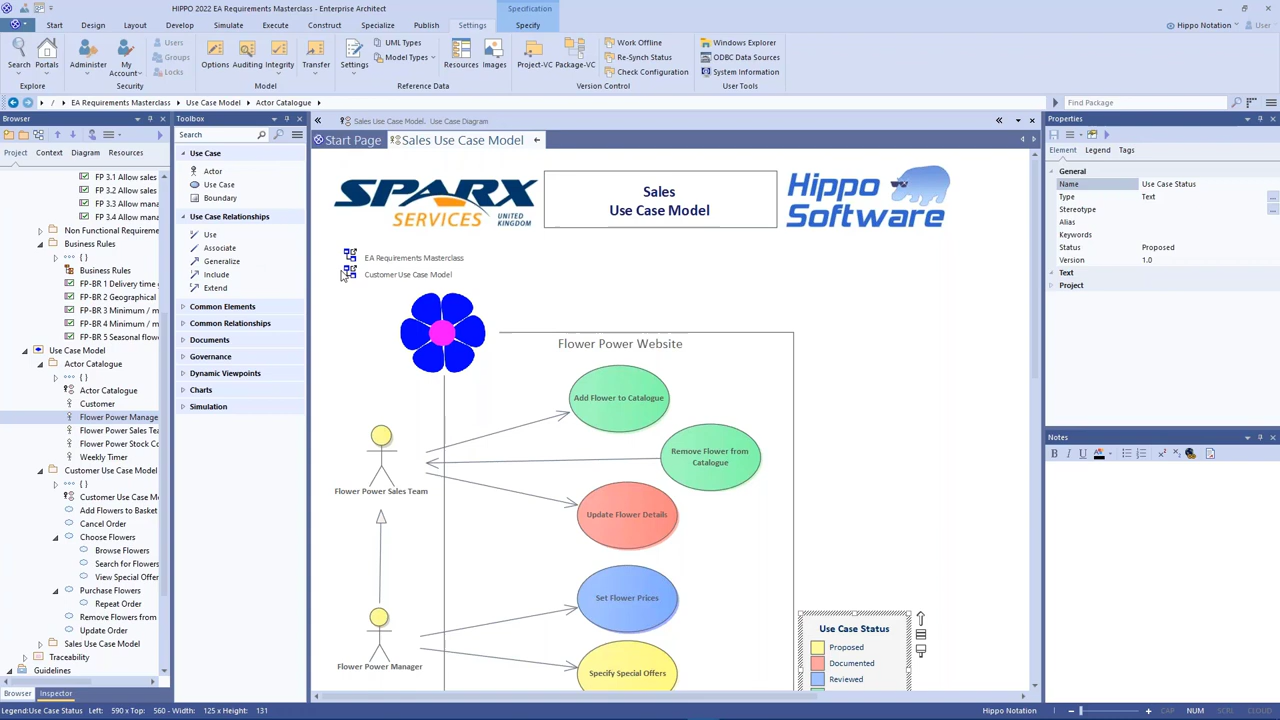 HIPPO 2022 EA Requirements Masterclass - Enterprise Architect
Specification
Start Design Layout Develop Simulate Execute Construct Specialize Publish Settings Specify
Hippo Notation User
Search Portals
Explore
Administer My Account
Users
Groups
Locks
Security
Options Auditing Integrity
Model
Transfer
Settings
UML Types
Model Types
Resources Images
Reference Data
Project-VC Package-VC
Work Offline
Re-Sync Status
Check Configuration
Version Control
Windows Explorer
ODBC Data Sources
System Information
User Tools
/ EA Requirements Masterclass Use Case Model Actor Catalogue
Find Package
Browser
Project Context Diagram Resources
FP 3.1 Allow sales
FP 3.2 Allow sales
FP 3.3 Allow mana
FP 3.4 Allow mana
Non Functional Requireme
Business Rules
{ }
Business Rules
FP-BR 1 Delivery time
FP-BR 2 Geographical
FP-BR 3 Minimum / m
FP-BR 4 Minimum / m
FP-BR 5 Seasonal flow
Use Case Model
Actor Catalogue
{ }
Actor Catalogue
Customer
Flower Power Manage
Flower Power Sales Tea
Flower Power Stock Co
Weekly Timer
Customer Use Case Model
{ }
Customer Use Case M
Add Flowers to Basket
Cancel Order
Choose Flowers
Browse Flowers
Search for Flowers
View Special Offer
Purchase Flowers
Repeat Order
Remove Flowers from
Update Order
Sales Use Case Model
Traceability
Guidelines
Browser Inspector
Toolbox
Search
Use Case
Actor
Use Case
Boundary
Use Case Relationships
Use
Associate
Generalize
Include
Extend
Common Elements
Common Relationships
Documents
Governance
Dynamic Viewpoints
Charts
Simulation
Sales Use Case Model. Use Case Diagram
Start Page Sales Use Case Model
SPARX
SERVICES UNITED
KINGDOM
Sales
Use Case Model
Hippo
Software
EA Requirements Masterclass
Customer Use Case Model
Flower Power Website
Add Flower to Catalogue
Remove Flower from
Catalogue
Flower Power Sales Team
Update Flower Details
Set Flower Prices
Flower Power Manager
Specify Special Offers
Use Case Status
Proposed
Documented
Reviewed
Properties
Element Legend Tags
General
Name Use Case Status
Type Text
Stereotype
Alias
Keywords
Status Proposed
Version 1.0
Text
Project
Notes
B I U A
Legend:Use Case Status Left: 590 x Top: 560 - Width: 125 x Height: 131
Hippo Notation CAP NUM SCRL CLOUD